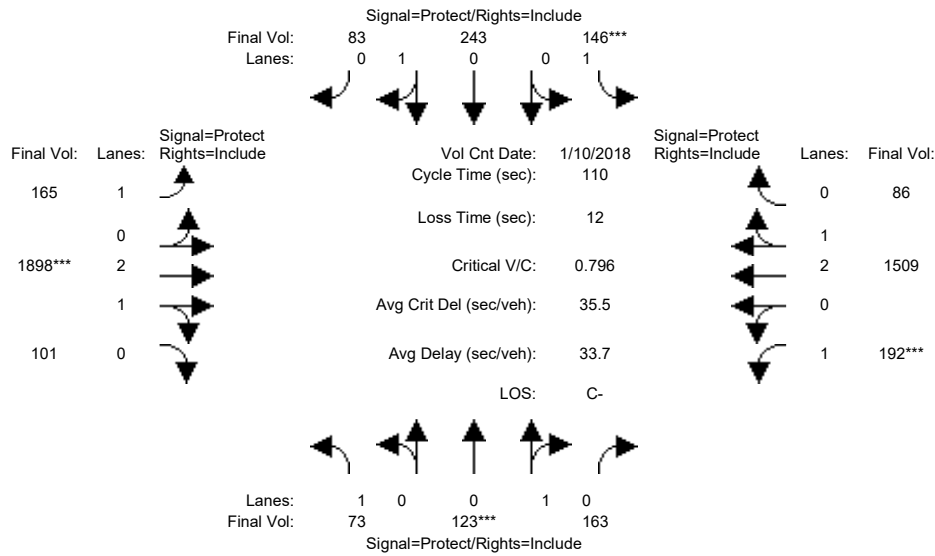 Signal=Protect/Rights=Include
Final Vol: 83 243 146***
Lanes: 0 1 0 0 1
Signal=Protect
Final Vol: Lanes: Rights=Include
Vol Cnt Date: 1/10/2018
Signal=Protect
Rights=Include Lanes: Final Vol:
Cycle Time (sec): 110
165 1
0 86
Loss Time (sec): 12
0
1
1898*** 2
Critical V/C: 0.796
2 1509
1
Avg Crit Del (sec/veh): 35.5
0
101 0
Avg Delay (sec/veh): 33.7
1 192***
LOS: C-
Lanes: 1 0 0 1 0
Final Vol: 73 123*** 163
Signal=Protect/Rights=Include